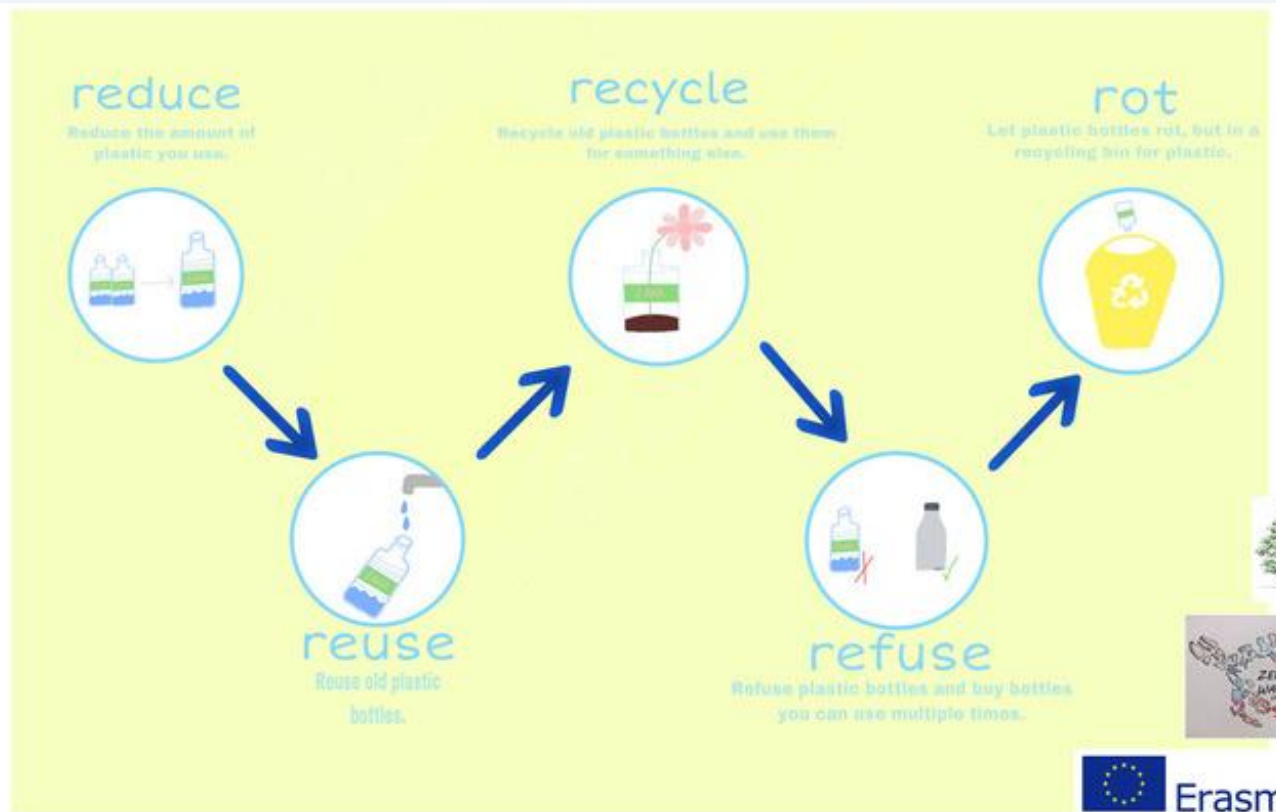 reduce
Reduce the amount of
plastic you use.
reuse
Reuse old plastic
bottles.
recycle
Recycle old plastic bottles and use them
for something else.
refuse
Refuse plastic bottles and buy bottles
you can use multiple times.
rot
Let plastic bottles rot, but in a
recycling bin for plastic.
Erasm